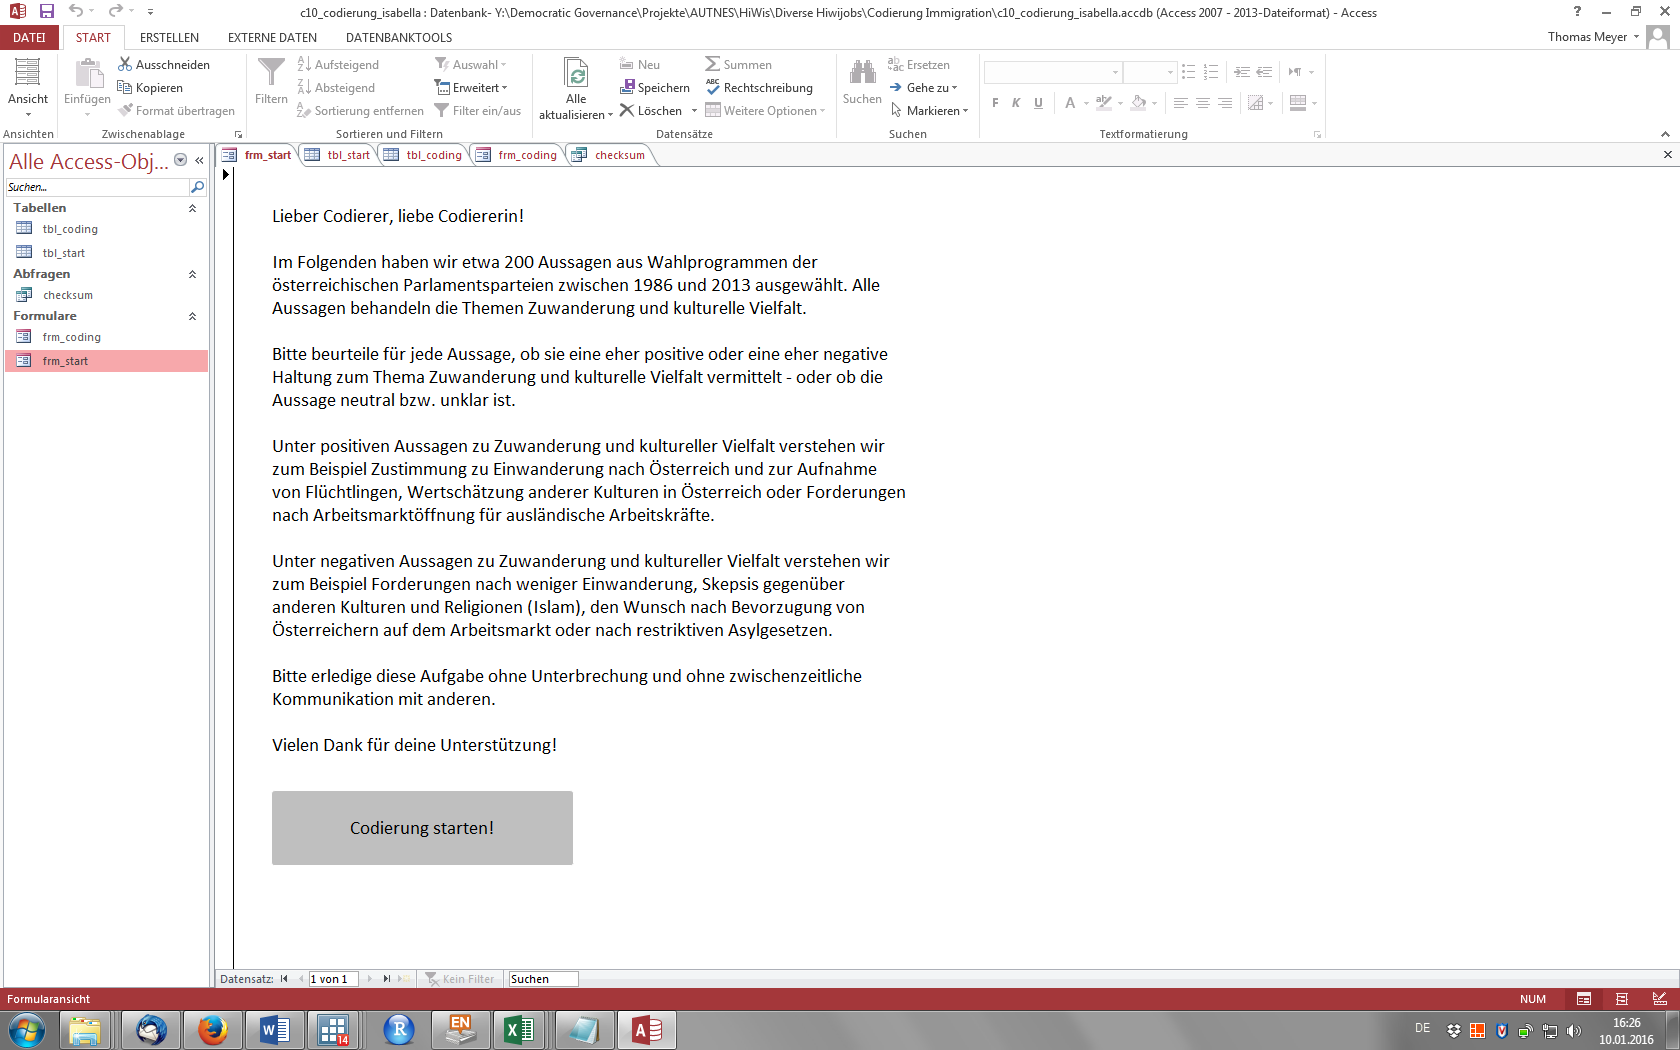 c10_codierung_isabella : Datenbank- Y:\Democratic Governance\Projekte\AUTNES\HiWis\Diverse Hiwijobs\Codierung Immigration\c10_codierung_isabella.accdb (Access 2007 - 2013-Dateiformat) - Access
DATEI START ERSTELLEN EXTERNE DATEN DATENBANKTOOLS Thomas Meyer
Ansicht
Ansichten
Einfügen
Ausschneiden
Kopieren
Format übertragen
Zwischenablage
Filtern
Aufsteigend
Absteigend
Sortierung entfernen
Auswahl
Erweitert
Filter ein/aus
Sortieren und Filtern
Alle
aktualisieren
Neu
Speichern
Löschen
Summen
Rechtschreibung
Weitere Optionen
Datensätze
Suchen
Ersetzen
Gehe zu
Markieren
Suchen
F K U
Textformatierung
Alle Access-Obj...
Suchen...
Tabellen
tbl_coding
tbl_start
Abfragen
checksum
Formulare
frm_coding
frm_start
frm_start tbl_start tbl_coding frm_coding checksum
Lieber Codierer, liebe Codiererin!
Im Folgenden haben wir etwa 200 Aussagen aus Wahlprogrammen der
österreichischen Parlamentsparteien zwischen 1986 und 2013 ausgewählt. Alle
Aussagen behandeln die Themen Zuwanderung und kulturelle Vielfalt.
Bitte beurteile für jede Aussage, ob sie eine eher positive oder eine eher negative
Haltung zum Thema Zuwanderung und kulturelle Vielfalt vermittelt - oder ob die
Aussage neutral bzw. unklar ist.
Unter positiven Aussagen zu Zuwanderung und kultureller Vielfalt verstehen wir
zum Beispiel Zustimmung zu Einwanderung nach Österreich und zur Aufnahme
von Flüchtlingen, Wertschätzung anderer Kulturen in Österreich oder Forderungen
nach Arbeitsmarktöffnung für ausländische Arbeitskräfte.
Unter negativen Aussagen zu Zuwanderung und kultureller Vielfalt verstehen wir
zum Beispiel Forderungen nach weniger Einwanderung, Skepsis gegenüber
anderen Kulturen und Religionen (Islam), den Wunsch nach Bevorzugung von
Österreichern auf dem Arbeitsmarkt oder nach restriktiven Asylgesetzen.
Bitte erledige diese Aufgabe ohne Unterbrechung und ohne zwischenzeitliche
Kommunikation mit anderen.
Vielen Dank für deine Unterstützung!
Codierung starten!
Datensatz: 1 von 1 Kein Filter Suchen
Formularansicht NUM
14
EN
DE
16:26
10.01.2016